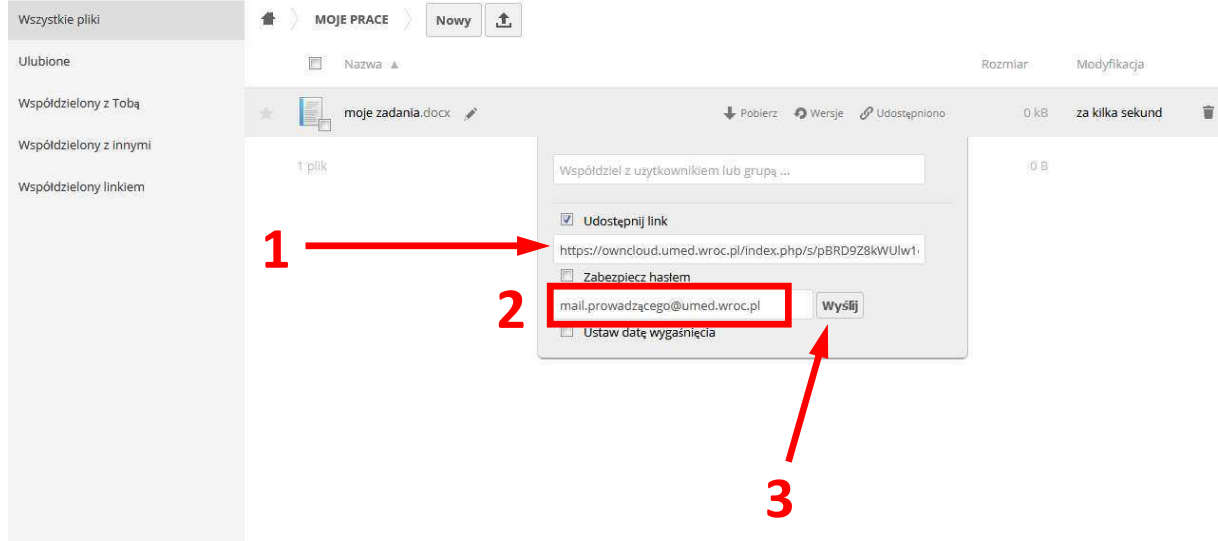 Wszystkie pliki
MOJE PRACE
Nowy
Ulubione
Nazwa ▲
Rozmiar
Modyfikacja
Współdzielony z Tobą
moje zadania.docx
Pobierz
Wersje
Udostępniono
0 kB
za kilka sekund
Współdzielony z innymi
1 plik
Współdziel z użytkownikiem lub grupą ...
0 B
Współdzielony linkiem
Udostępnij link
1
https://owncloud.umed.wroc.pl/index.php/s/pBRD9Z8kWUlw1
Zabezpiecz hasłem
2
mail.prowadzącego@umed.wroc.pl
Wyślij
Ustaw datę wygaśnięcia
3